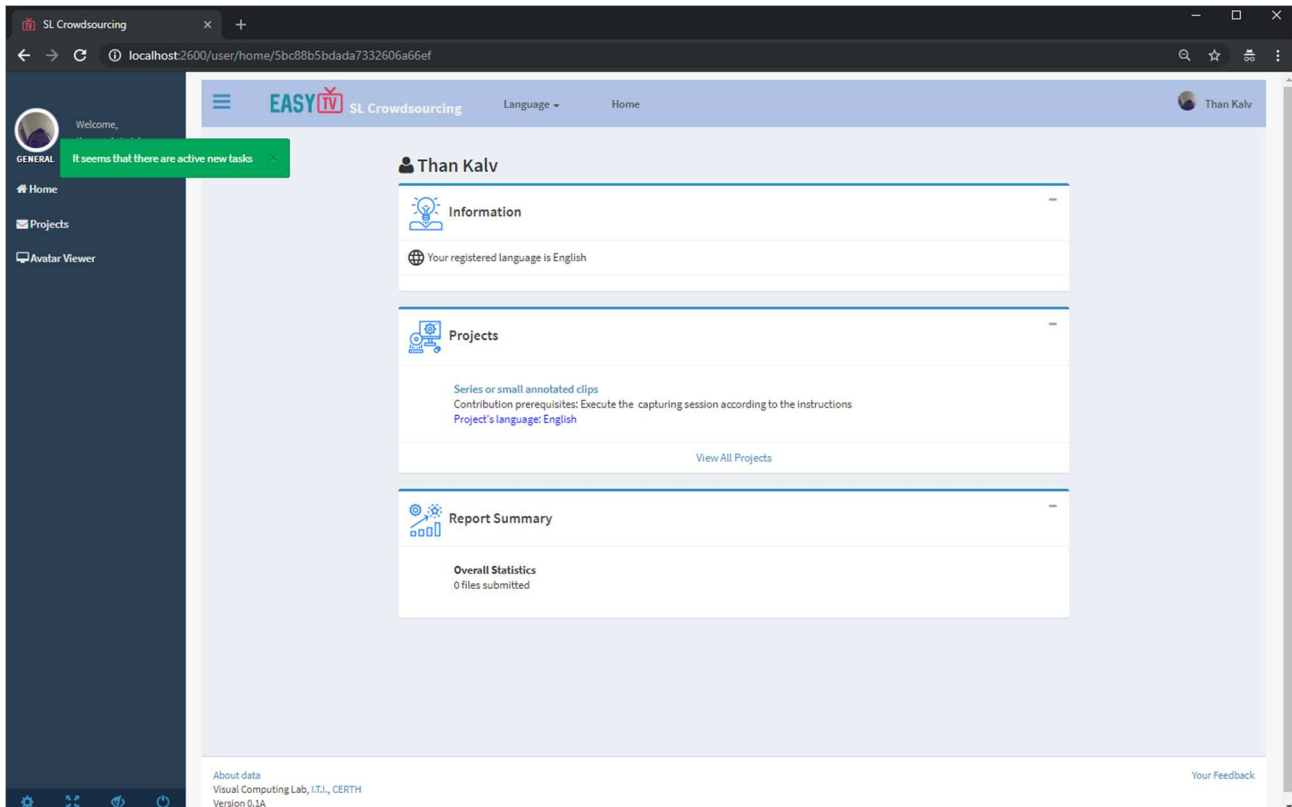 SL Crowdsourcing
localhost:2600/user/home/5bc88b5bdada7332606a66ef
EASYTV SL Crowdsourcing
Language
Home
Than Kalv
Welcome,
GENERAL
It seems that there are active new tasks
Home
Projects
Avatar Viewer
Than Kalv
Information
Your registered language is English
Projects
Series or small annotated clips
Contribution prerequisites: Execute the capturing session according to the instructions
Project's language: English
View All Projects
Report Summary
Overall Statistics
0 files submitted
About data
Visual Computing Lab, I.T.I., CERTH
Version 0.1A
Your Feedback